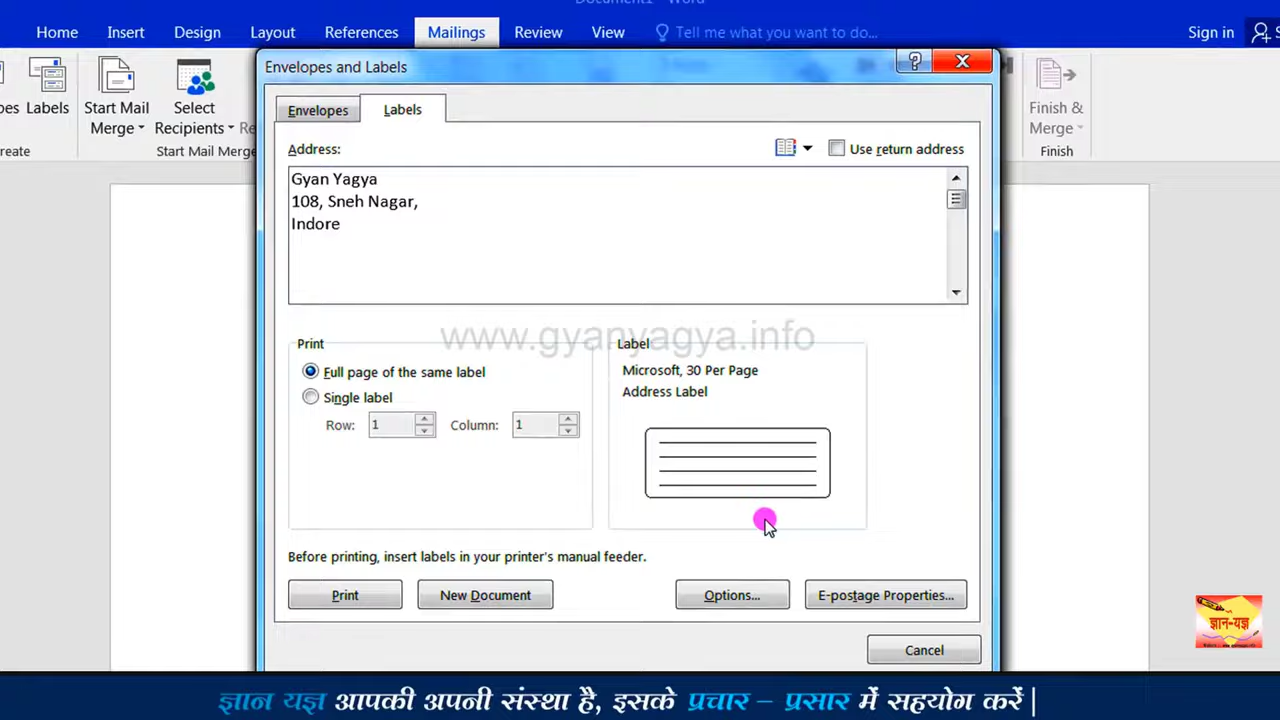 Home Insert Design Layout References Mailings Review View Tell me what you want to do... Sign in
Envelopes and Labels
Labels
Start Mail Merge
Select Recipients
Start Mail Merge
Finish & Merge
Finish
Envelopes Labels
Address:
Use return address
Gyan Yagya
108, Sneh Nagar,
Indore
www.gyanyagya.info
Print
Full page of the same label
Single label
Row: 1 Column: 1
Label
Microsoft, 30 Per Page
Address Label
Before printing, insert labels in your printer's manual feeder.
Print New Document Options... E-postage Properties...
Cancel
ज्ञान-यज्ञ
ज्ञान यज्ञ आपकी अपनी संस्था है, इसके प्रचार – प्रसार में सहयोग करें |